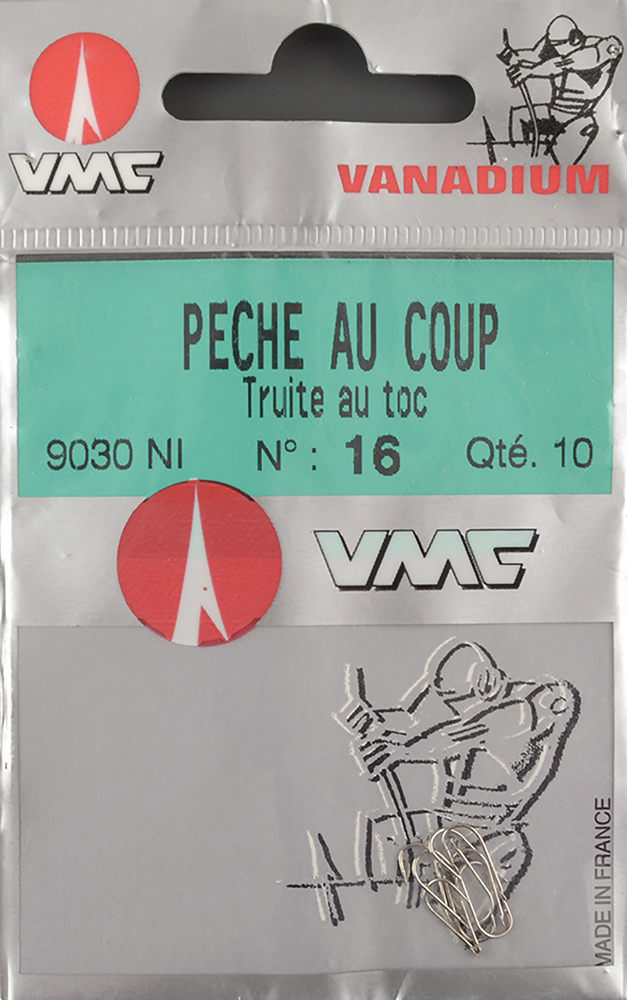 VMC
VANADIUM
PECHE AU COUP
Truite au toc
9030 NI N° : 16 Qté. 10
VMC
MADE IN FRANCE